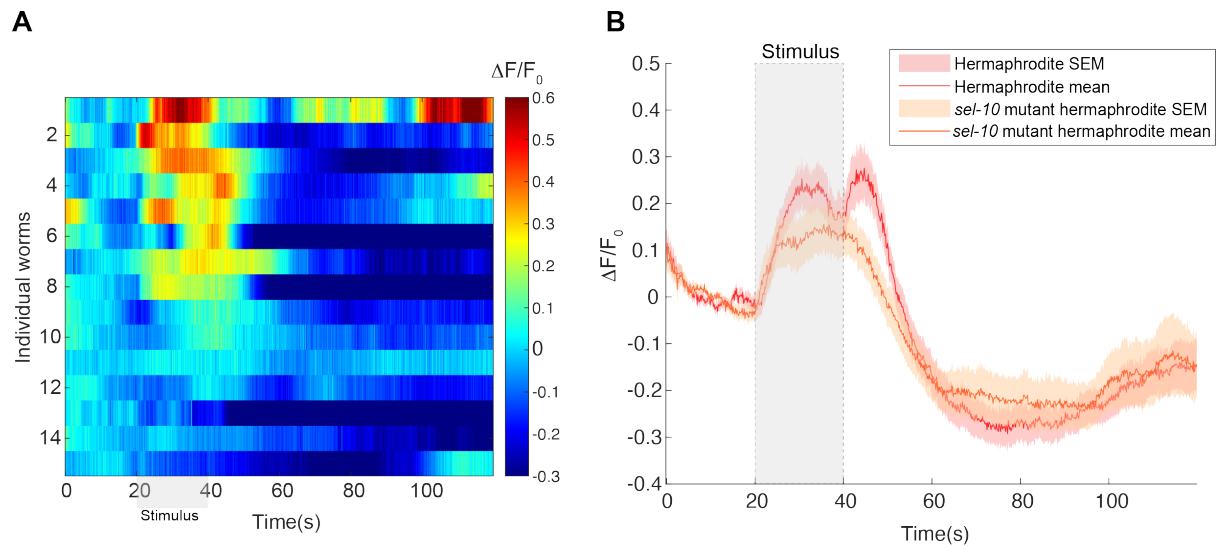 A
ΔF/F0
0.6
0.5
0.4
0.3
0.2
0.1
0
-0.1
-0.2
-0.3
Individual worms
2
4
6
8
10
12
14
0 20 40 60 80 100
Stimulus
Time(s)
B
Stimulus
Hermaphrodite SEM
Hermaphrodite mean
sel-10 mutant hermaphrodite SEM
sel-10 mutant hermaphrodite mean
ΔF/F0
0.5
0.4
0.3
0.2
0.1
0
-0.1
-0.2
-0.3
-0.4
0 20 40 60 80 100
Time(s)